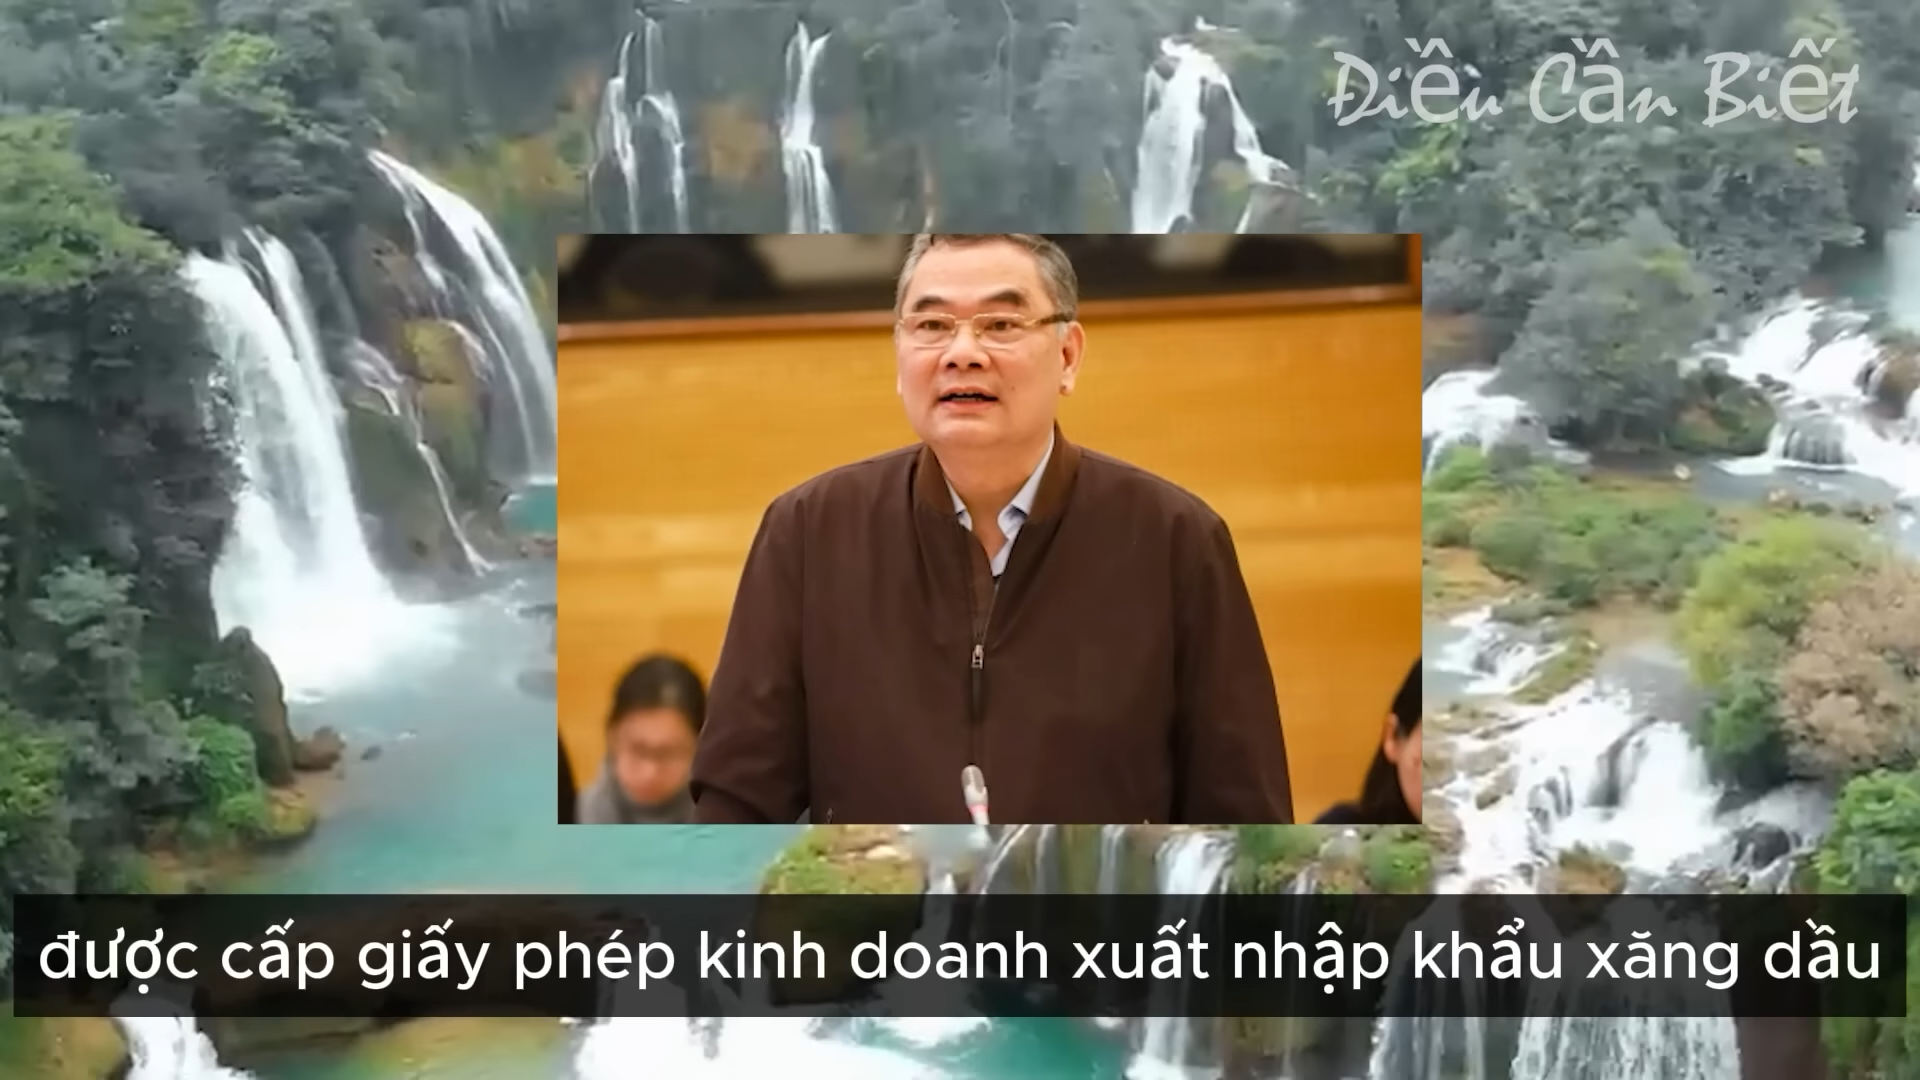 Điều Cần Biết
được cấp giấy phép kinh doanh xuất nhập khẩu xăng dầu